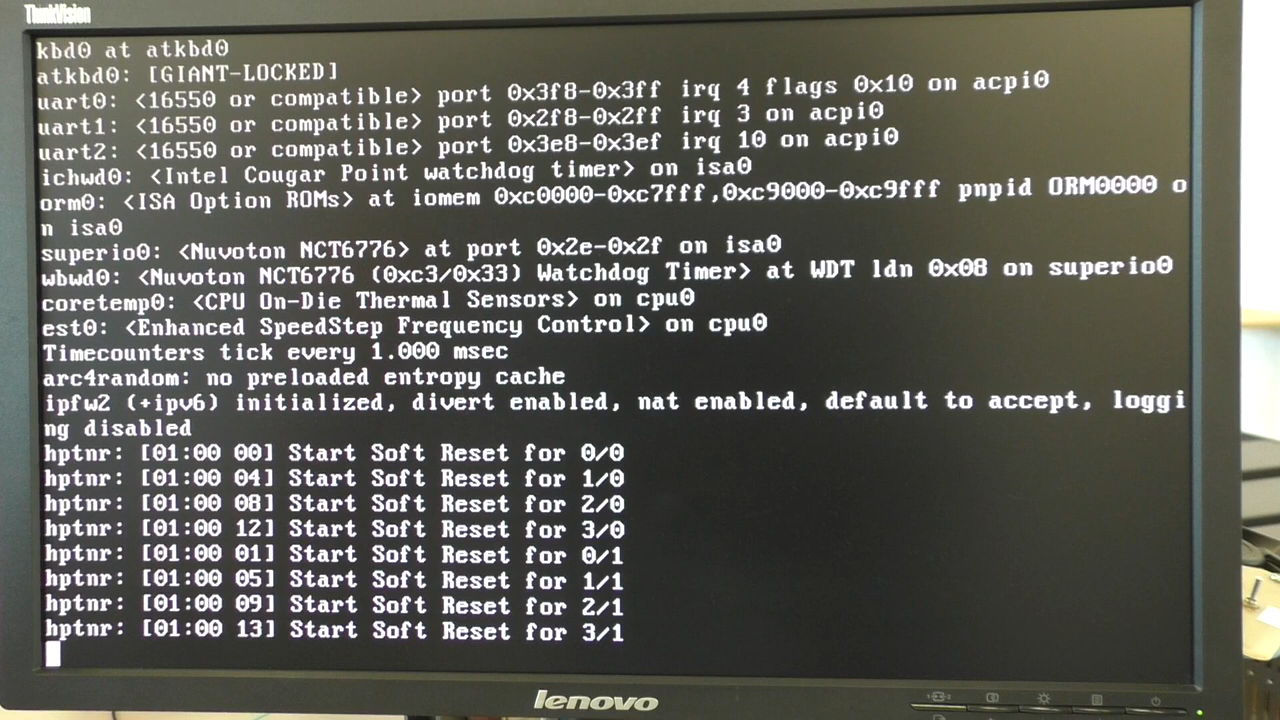 ThinkVision
kbd0 at atkbd0
atkbd0: [GIANT-LOCKED]
uart0: <16550 or compatible> port 0x3f8-0x3ff irq 4 flags 0x10 on acpi0
uart1: <16550 or compatible> port 0x2f8-0x2ff irq 3 on acpi0
uart2: <16550 or compatible> port 0x3e8-0x3ef irq 10 on acpi0
ichwd0: <Intel Cougar Point watchdog timer> on isa0
orm0: <ISA Option ROMs> at iomem 0xc0000-0xc7fff,0xc9000-0xc9fff pnpid ORM0000 o
n isa0
superio0: <Nuvoton NCT6776> at port 0x2e-0x2f on isa0
wbwd0: <Nuvoton NCT6776 (0xc3/0x33) Watchdog Timer> at WDT ldn 0x08 on superio0
coretemp0: <CPU On-Die Thermal Sensors> on cpu0
est0: <Enhanced SpeedStep Frequency Control> on cpu0
Timecounters tick every 1.000 msec
arc4random: no preloaded entropy cache
ipfw2 (+ipv6) initialized, divert enabled, nat enabled, default to accept, loggi
ng disabled
hptnr: [01:00 00] Start Soft Reset for 0/0
hptnr: [01:00 04] Start Soft Reset for 1/0
hptnr: [01:00 08] Start Soft Reset for 2/0
hptnr: [01:00 12] Start Soft Reset for 3/0
hptnr: [01:00 01] Start Soft Reset for 0/1
hptnr: [01:00 05] Start Soft Reset for 1/1
hptnr: [01:00 09] Start Soft Reset for 2/1
hptnr: [01:00 13] Start Soft Reset for 3/1
lenovo